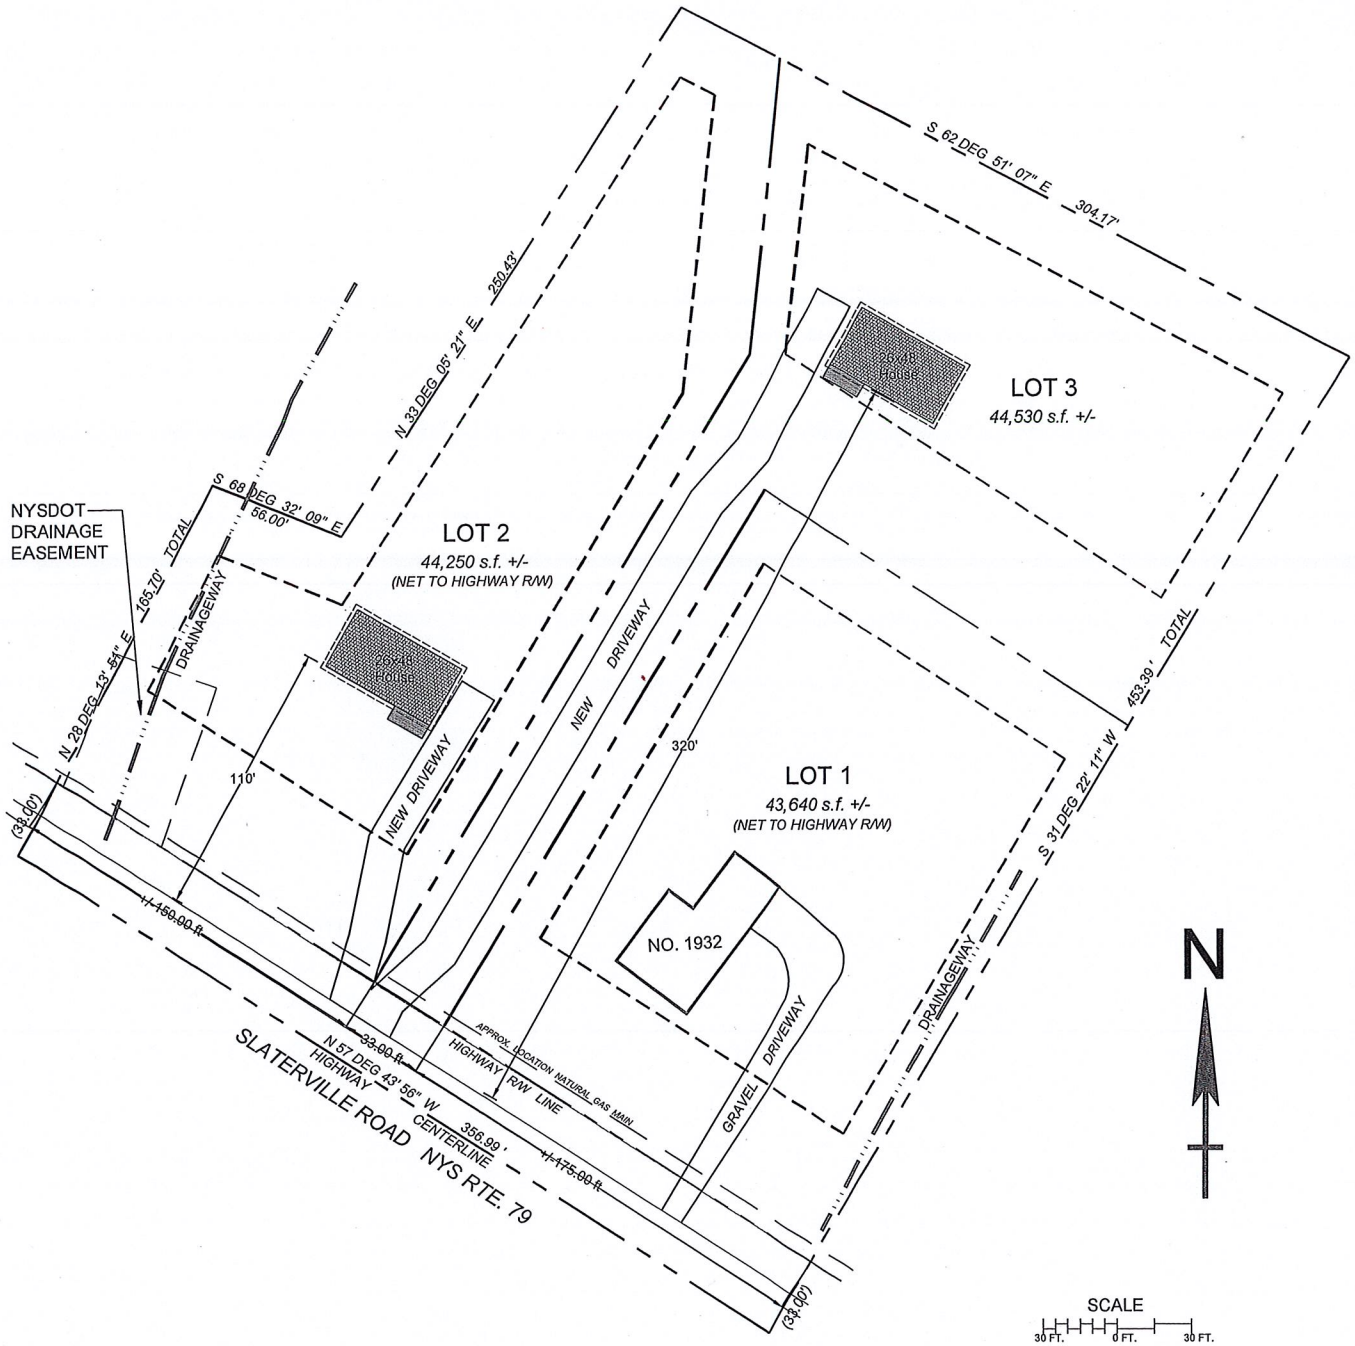 S 62 DEG 51' 07" E
304.17'
N 33 DEG 05' 21" E
250.43'
26x48
House
LOT 3
44,530 s.f. +/-
S 68 DEG 32' 09" E
56.00'
NYSDOT
DRAINAGE
EASEMENT
N 28 DEG 13' 51" E
165.70' TOTAL
DRAINAGEWAY
LOT 2
44,250 s.f. +/-
(NET TO HIGHWAY R/W)
26x48
House
NEW DRIVEWAY
NEW DRIVEWAY
110'
320'
LOT 1
43,640 s.f. +/-
(NET TO HIGHWAY R/W)
S 31 DEG 22' 11" W
453.39' TOTAL
NO. 1932
GRAVEL DRIVEWAY
DRAINAGEWAY
(33.00')
+/-150.00 ft
33.00 ft
+/-175.00 ft
APPROX. LOCATION NATURAL GAS MAIN
HIGHWAY R/W LINE
N 57 DEG 43' 56" W
356.99'
HIGHWAY CENTERLINE
SLATERVILLE ROAD NYS RTE. 79
(33.00')
N
SCALE
30 FT. 0 FT. 30 FT.